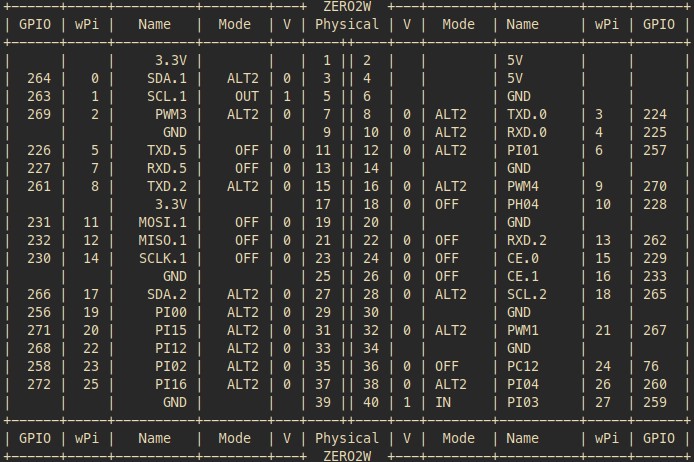 +------+-----+----------+--------+---+  ZERO2W  +---+--------+----------+-----+------+
| GPIO | wPi |   Name   |  Mode  | V | Physical | V |  Mode  | Name     | wPi | GPIO |
+------+-----+----------+--------+---+----++----+---+--------+----------+-----+------+
|      |     |     3.3V |        |   |  1 || 2  |   |        | 5V       |     |      |
|  264 |   0 |    SDA.1 |   ALT2 | 0 |  3 || 4  |   |        | 5V       |     |      |
|  263 |   1 |    SCL.1 |    OUT | 1 |  5 || 6  |   |        | GND      |     |      |
|  269 |   2 |     PWM3 |   ALT2 | 0 |  7 || 8  | 0 | ALT2   | TXD.0    | 3   | 224  |
|      |     |      GND |        |   |  9 || 10 | 0 | ALT2   | RXD.0    | 4   | 225  |
|  226 |   5 |    TXD.5 |    OFF | 0 | 11 || 12 | 0 | ALT2   | PI01     | 6   | 257  |
|  227 |   7 |    RXD.5 |    OFF | 0 | 13 || 14 |   |        | GND      |     |      |
|  261 |   8 |    TXD.2 |   ALT2 | 0 | 15 || 16 | 0 | ALT2   | PWM4     | 9   | 270  |
|      |     |     3.3V |        |   | 17 || 18 | 0 | OFF    | PH04     | 10  | 228  |
|  231 |  11 |   MOSI.1 |    OFF | 0 | 19 || 20 |   |        | GND      |     |      |
|  232 |  12 |   MISO.1 |    OFF | 0 | 21 || 22 | 0 | OFF    | RXD.2    | 13  | 262  |
|  230 |  14 |   SCLK.1 |    OFF | 0 | 23 || 24 | 0 | OFF    | CE.0     | 15  | 229  |
|      |     |      GND |        |   | 25 || 26 | 0 | OFF    | CE.1     | 16  | 233  |
|  266 |  17 |    SDA.2 |   ALT2 | 0 | 27 || 28 | 0 | ALT2   | SCL.2    | 18  | 265  |
|  256 |  19 |     PI00 |   ALT2 | 0 | 29 || 30 |   |        | GND      |     |      |
|  271 |  20 |     PI15 |   ALT2 | 0 | 31 || 32 | 0 | ALT2   | PWM1     | 21  | 267  |
|  268 |  22 |     PI12 |   ALT2 | 0 | 33 || 34 |   |        | GND      |     |      |
|  258 |  23 |     PI02 |   ALT2 | 0 | 35 || 36 | 0 | OFF    | PC12     | 24  | 76   |
|  272 |  25 |     PI16 |   ALT2 | 0 | 37 || 38 | 0 | ALT2   | PI04     | 26  | 260  |
|      |     |      GND |        |   | 39 || 40 | 1 | IN     | PI03     | 27  | 259  |
+------+-----+----------+--------+---+----++----+---+--------+----------+-----+------+
| GPIO | wPi |   Name   |  Mode  | V | Physical | V |  Mode  | Name     | wPi | GPIO |
+------+-----+----------+--------+---+  ZERO2W  +---+--------+----------+-----+------+